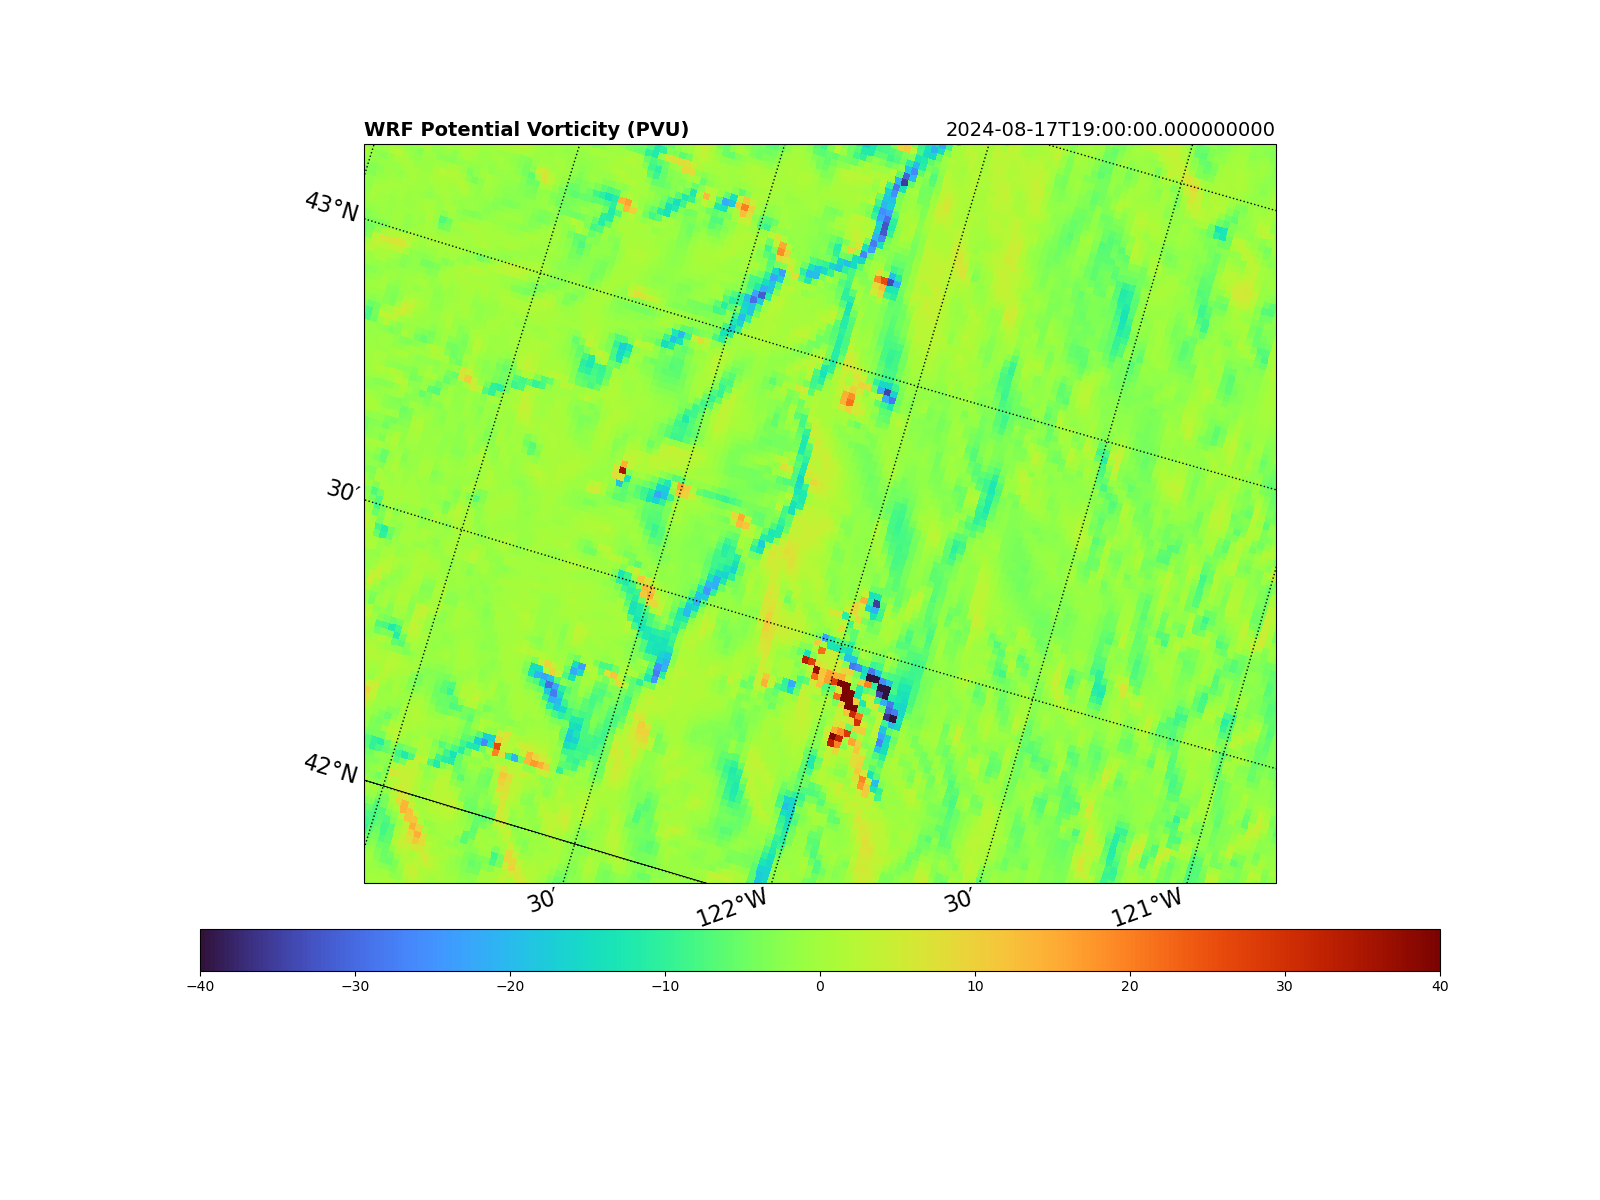 WRF Potential Vorticity (PVU) 2024-08-17T19:00:00.000000000
43°N
30′
42°N
30′ 122°W 30′ 121°W
−40 −30 −20 −10 0 10 20 30 40